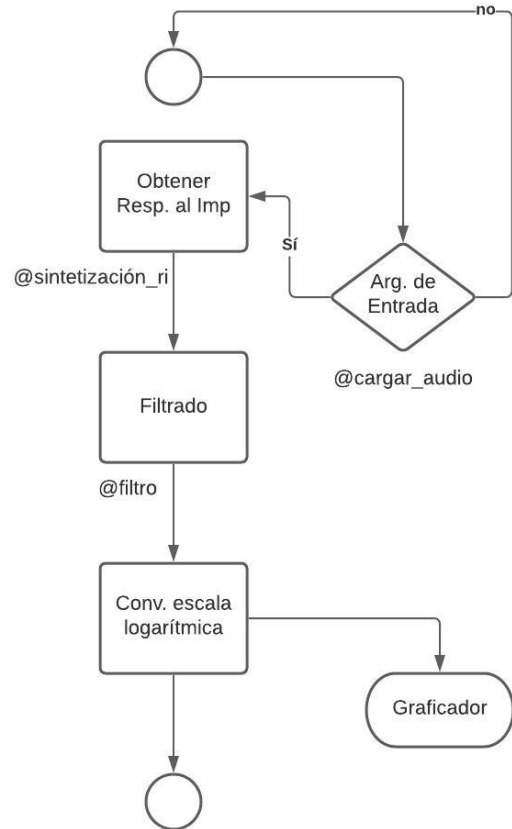 no
Obtener
Resp. al Imp
Sí
Arg. de
Entrada
@sintetización_ri
@cargar_audio
Filtrado
@filtro
Conv. escala
logarítmica
Graficador